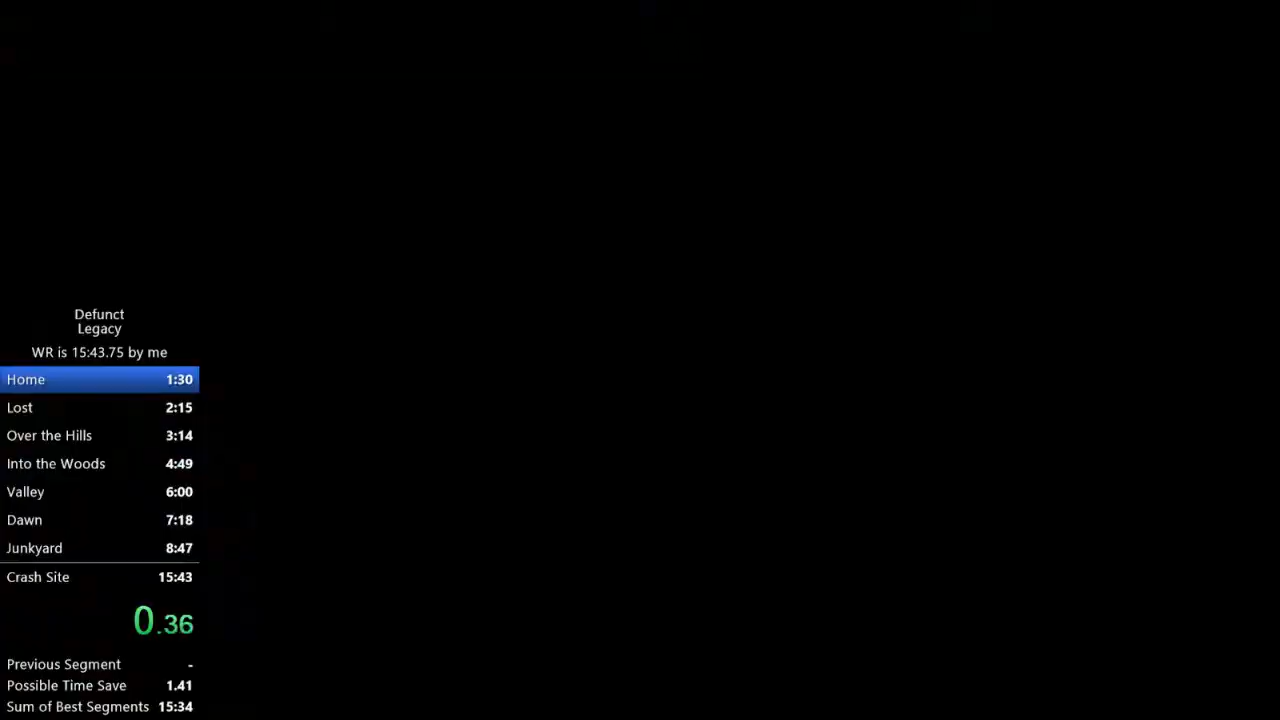 Defunct
Legacy
WR is 15:43.75 by me
Home 1:30
Lost 2:15
Over the Hills 3:14
Into the Woods 4:49
Valley 6:00
Dawn 7:18
Junkyard 8:47
Crash Site 15:43
0.36
Previous Segment -
Possible Time Save 1.41
Sum of Best Segments 15:34